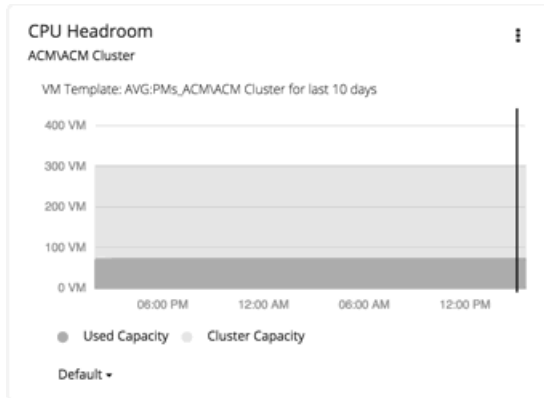 CPU Headroom
ACM\ACM Cluster
VM Template: AVG:PMs_ACM\ACM Cluster for last 10 days
400 VM
300 VM
200 VM
100 VM
0 VM
06:00 PM 12:00 AM 06:00 AM 12:00 PM
Used Capacity Cluster Capacity
Default